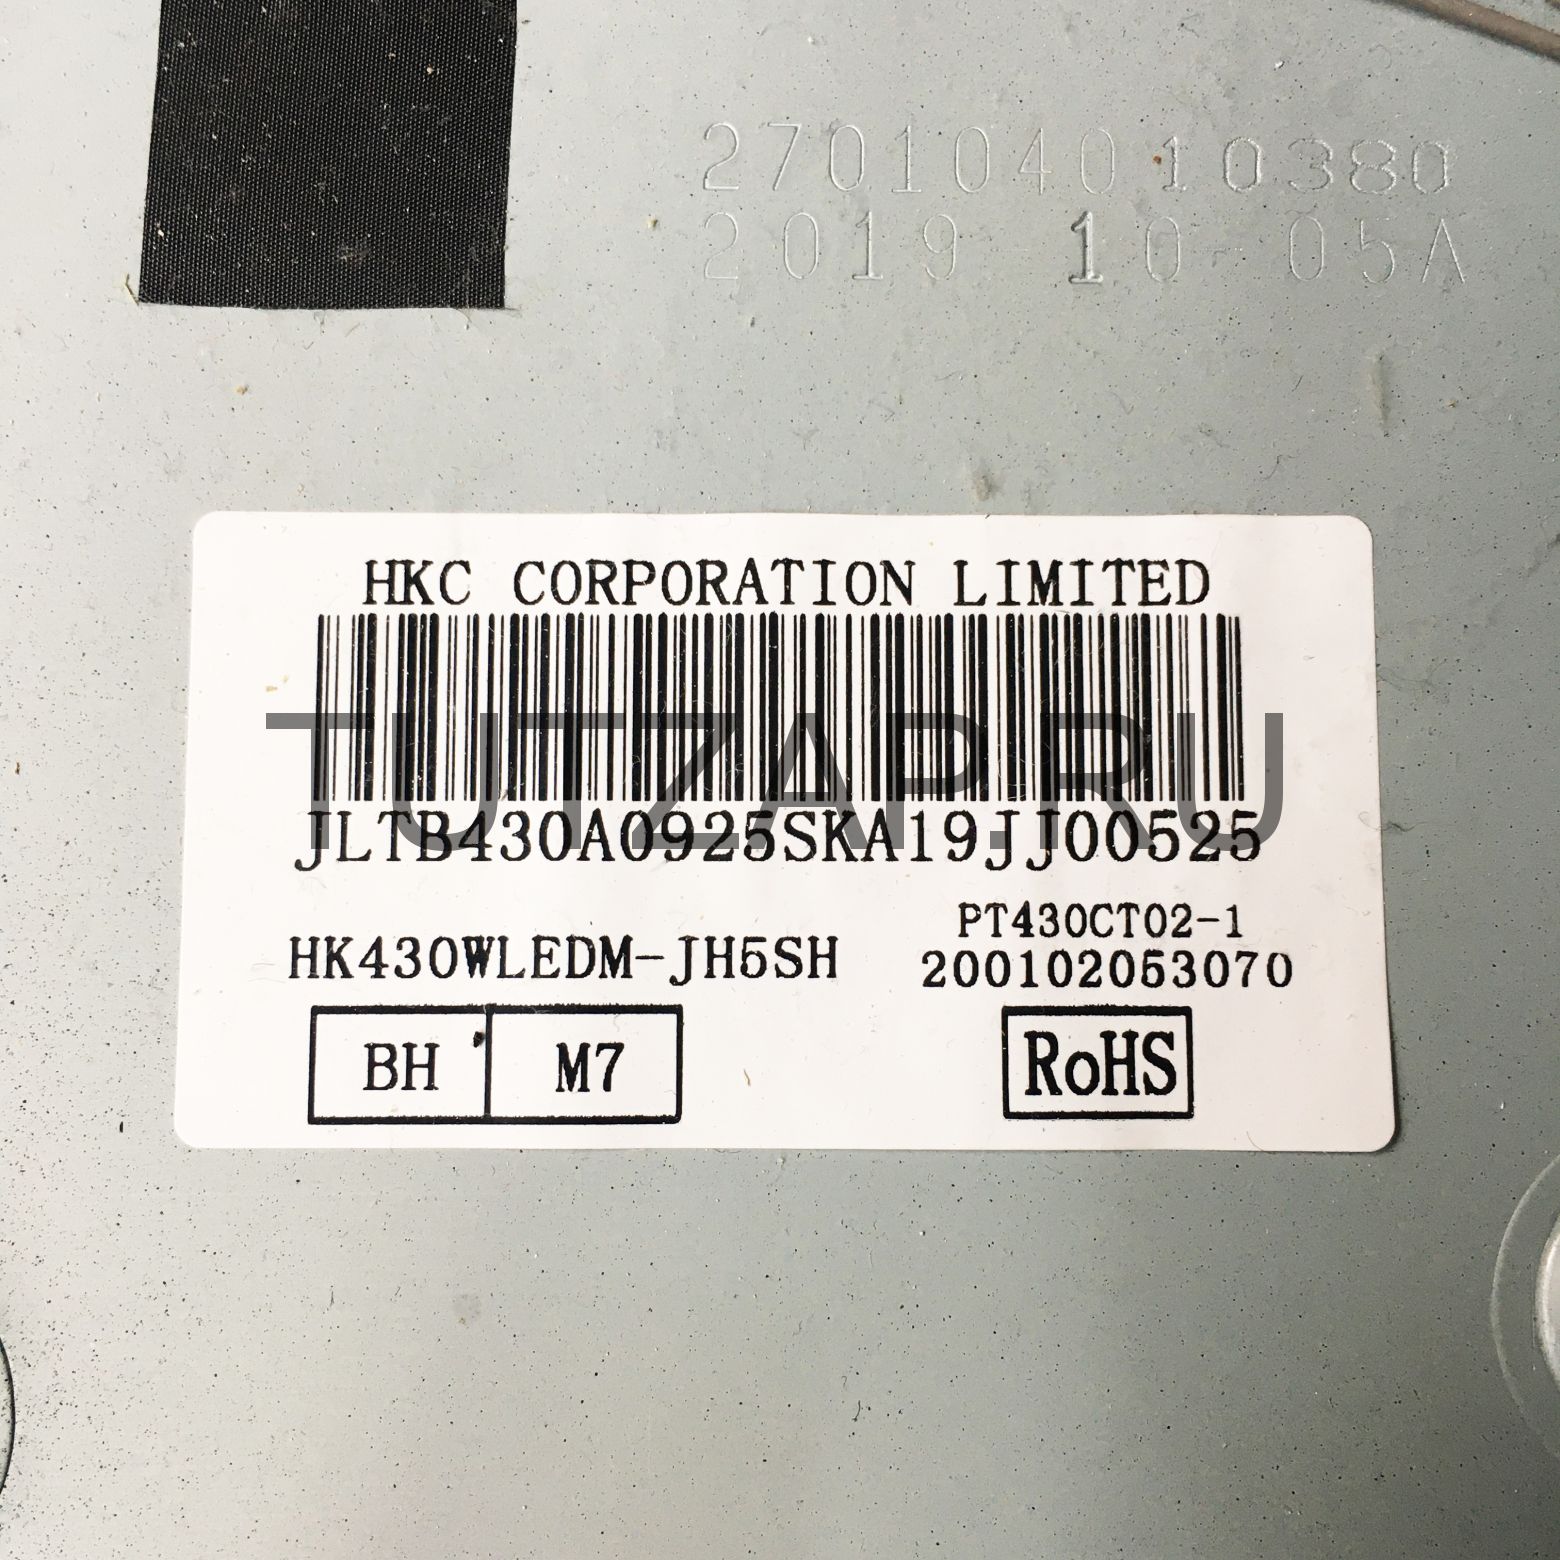 270104010380
2019-10-05A
HKC CORPORATION LIMITED
TUTZAP.RU
JLTB430A0925SKA19JJ00525
PT430CT02-1
HK430WLEDM-JH5SH
200102053070
BH M7
RoHS